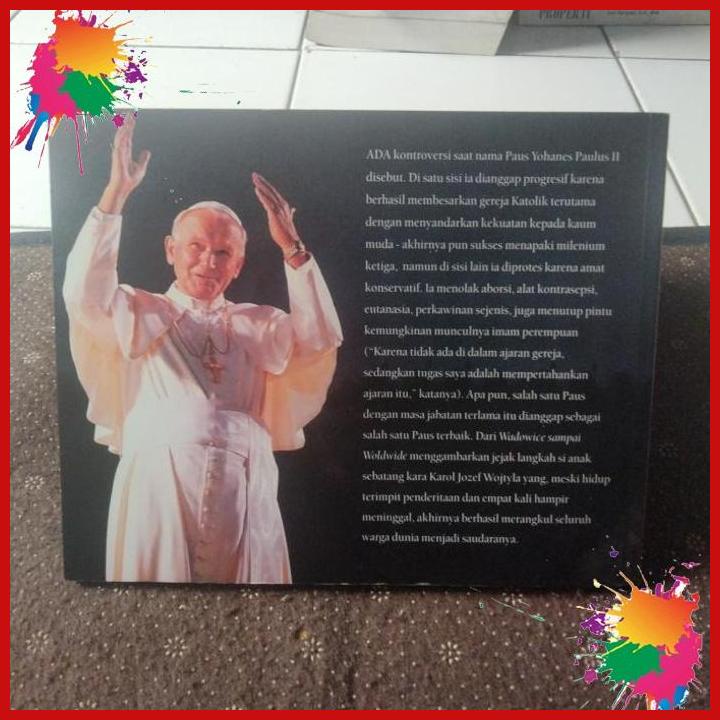 PROPERTI
ADA kontroversi saat nama Paus Yohanes Paulus II
disebut. Di satu sisi ia dianggap progresif karena
berhasil membesarkan gereja Katolik terutama
dengan menyandarkan kekuatan kepada kaum
muda - akhirnya pun sukses menapaki milenium
ketiga, namun di sisi lain ia diprotes karena amat
konservatif. Ia menolak aborsi, alat kontrasepsi,
eutanasia, perkawinan sejenis, juga menutup pintu
kemungkinan munculnya imam perempuan
("Karena tidak ada di dalam ajaran gereja,
sedangkan tugas saya adalah mempertahankan
ajaran itu," katanya). Apa pun, salah satu Paus
dengan masa jabatan terlama itu dianggap sebagai
salah satu Paus terbaik. Dari Wadowice sampai
Woldwide menggambarkan jejak langkah si anak
sebatang kara Karol Jozef Wojtyla yang, meski hidup
terimpit penderitaan dan empat kali hampir
meninggal, akhirnya berhasil merangkul seluruh
warga dunia menjadi saudaranya.